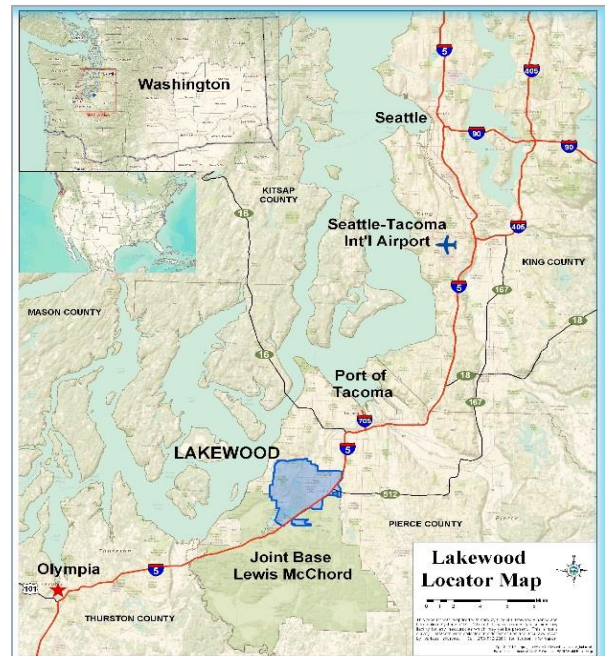 Washington
5
405
Seattle
90
90
KITSAP
COUNTY
16
Seattle-Tacoma
Int'l Airport
405
KING COUNTY
5
167
MASON COUNTY
18
16
Port of
Tacoma
18
705
167
LAKEWOOD
5
512
PIERCE COUNTY
Olympia
101
5
Joint Base
Lewis McChord
THURSTON COUNTY
Lakewood
Locator Map